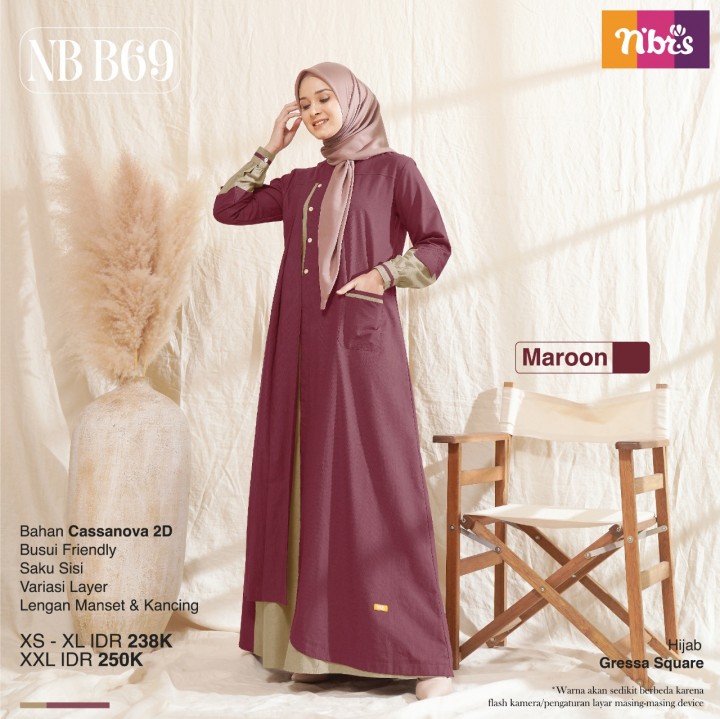 NB B69
nibr's
Maroon
Bahan Cassanova 2D
Busui Friendly
Saku Sisi
Variasi Layer
Lengan Manset & Kancing
XS - XL IDR 238K
XXL IDR 250K
Hijab
Gressa Square
*Warna akan sedikit berbeda karena
flash kamera/pengaturan layar masing-masing device